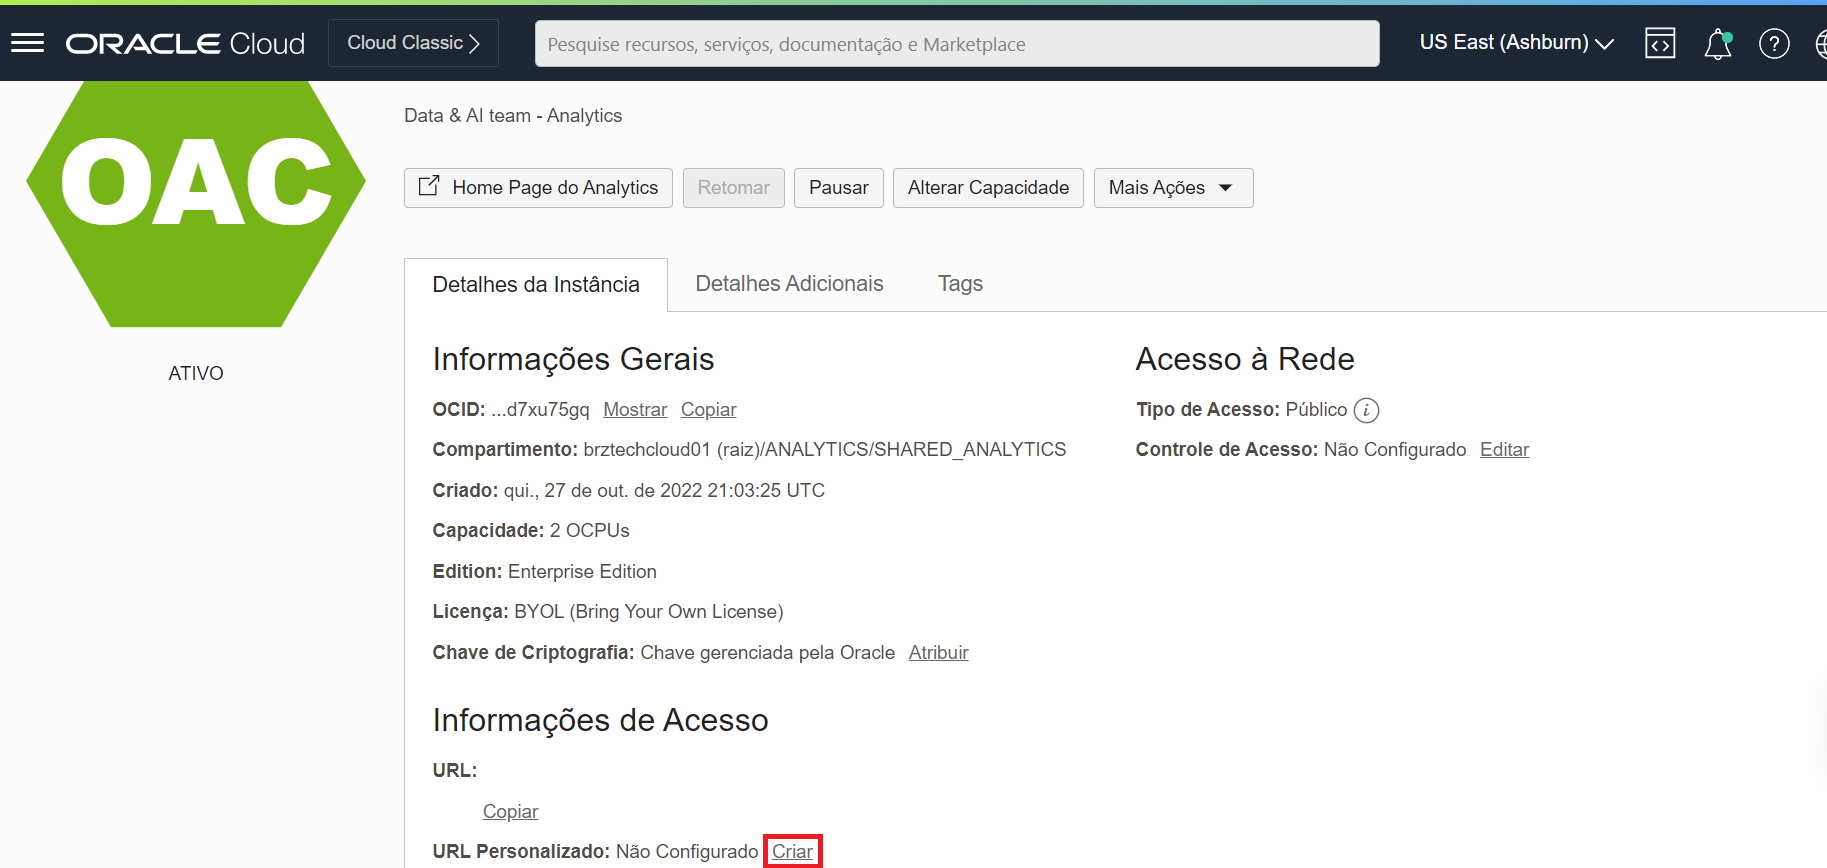 ORACLE Cloud
Cloud Classic
Pesquise recursos, serviços, documentação e Marketplace
US East (Ashburn)
OAC
ATIVO
Data & AI team - Analytics
Home Page do Analytics
Retomar
Pausar
Alterar Capacidade
Mais Ações
Detalhes da Instância
Detalhes Adicionais
Tags
Informações Gerais
OCID: ...d7xu75gq Mostrar Copiar
Compartimento: brztechcloud01 (raiz)/ANALYTICS/SHARED_ANALYTICS
Criado: qui., 27 de out. de 2022 21:03:25 UTC
Capacidade: 2 OCPUs
Edition: Enterprise Edition
Licença: BYOL (Bring Your Own License)
Chave de Criptografia: Chave gerenciada pela Oracle Atribuir
Informações de Acesso
URL:
Copiar
URL Personalizado: Não Configurado Criar
Acesso à Rede
Tipo de Acesso: Público
Controle de Acesso: Não Configurado Editar